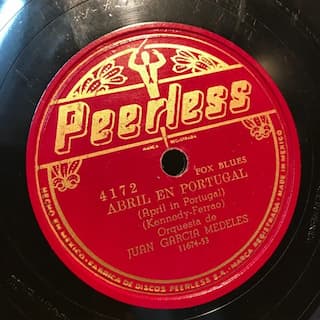 Peerless
MARCA REGISTRADA
4172 FOX BLUES
ABRIL EN PORTUGAL
(April in Portugal)
(Kennedy-Ferrao)
Orquesta de
JUAN GARCIA MEDELES
11674-53
HECHO EN MEXICO. - FABRICA DE DISCOS PEERLESS S.A. - MARCA REGISTRADA. - MADE IN MEXICO